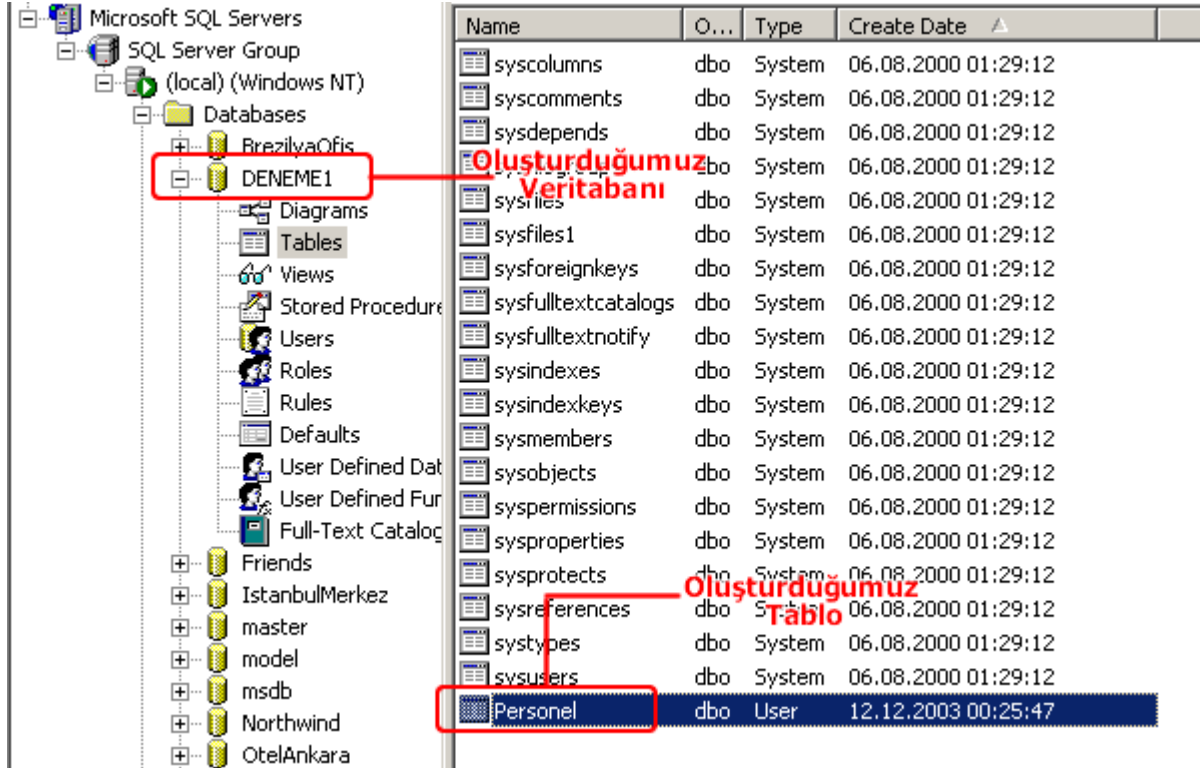 Microsoft SQL Servers
SQL Server Group
(local) (Windows NT)
Databases
BrezilyaOfis
DENEME1
Diagrams
Tables
Views
Stored Procedure
Users
Roles
Rules
Defaults
User Defined Dat
User Defined Fur
Full-Text Catalog
Friends
IstanbulMerkez
master
model
msdb
Northwind
OtelAnkara
Name O... Type Create Date
syscolumns dbo System 06.08.2000 01:29:12
syscomments dbo System 06.08.2000 01:29:12
sysdepends dbo System 06.08.2000 01:29:12
dbo System 06.08.2000 01:29:12
Oluşturduğumuz
Veritabanı
sysfiles dbo System 06.08.2000 01:29:12
sysfiles1 dbo System 06.08.2000 01:29:12
sysforeignkeys dbo System 06.08.2000 01:29:12
sysfulltextcatalogs dbo System 06.08.2000 01:29:12
sysfulltextnotify dbo System 06.08.2000 01:29:12
sysindexes dbo System 06.08.2000 01:29:12
sysindexkeys dbo System 06.08.2000 01:29:12
sysmembers dbo System 06.08.2000 01:29:12
sysobjects dbo System 06.08.2000 01:29:12
syspermissions dbo System 06.08.2000 01:29:12
sysproperties dbo System 06.08.2000 01:29:12
sysprotects dbo System 06.08.2000 01:29:12
Oluşturduğumuz
Tablo
sysreferences dbo System 06.08.2000 01:29:12
systypes dbo System 06.08.2000 01:29:12
sysusers dbo System 06.08.2000 01:29:12
Personel dbo User 12.12.2003 00:25:47